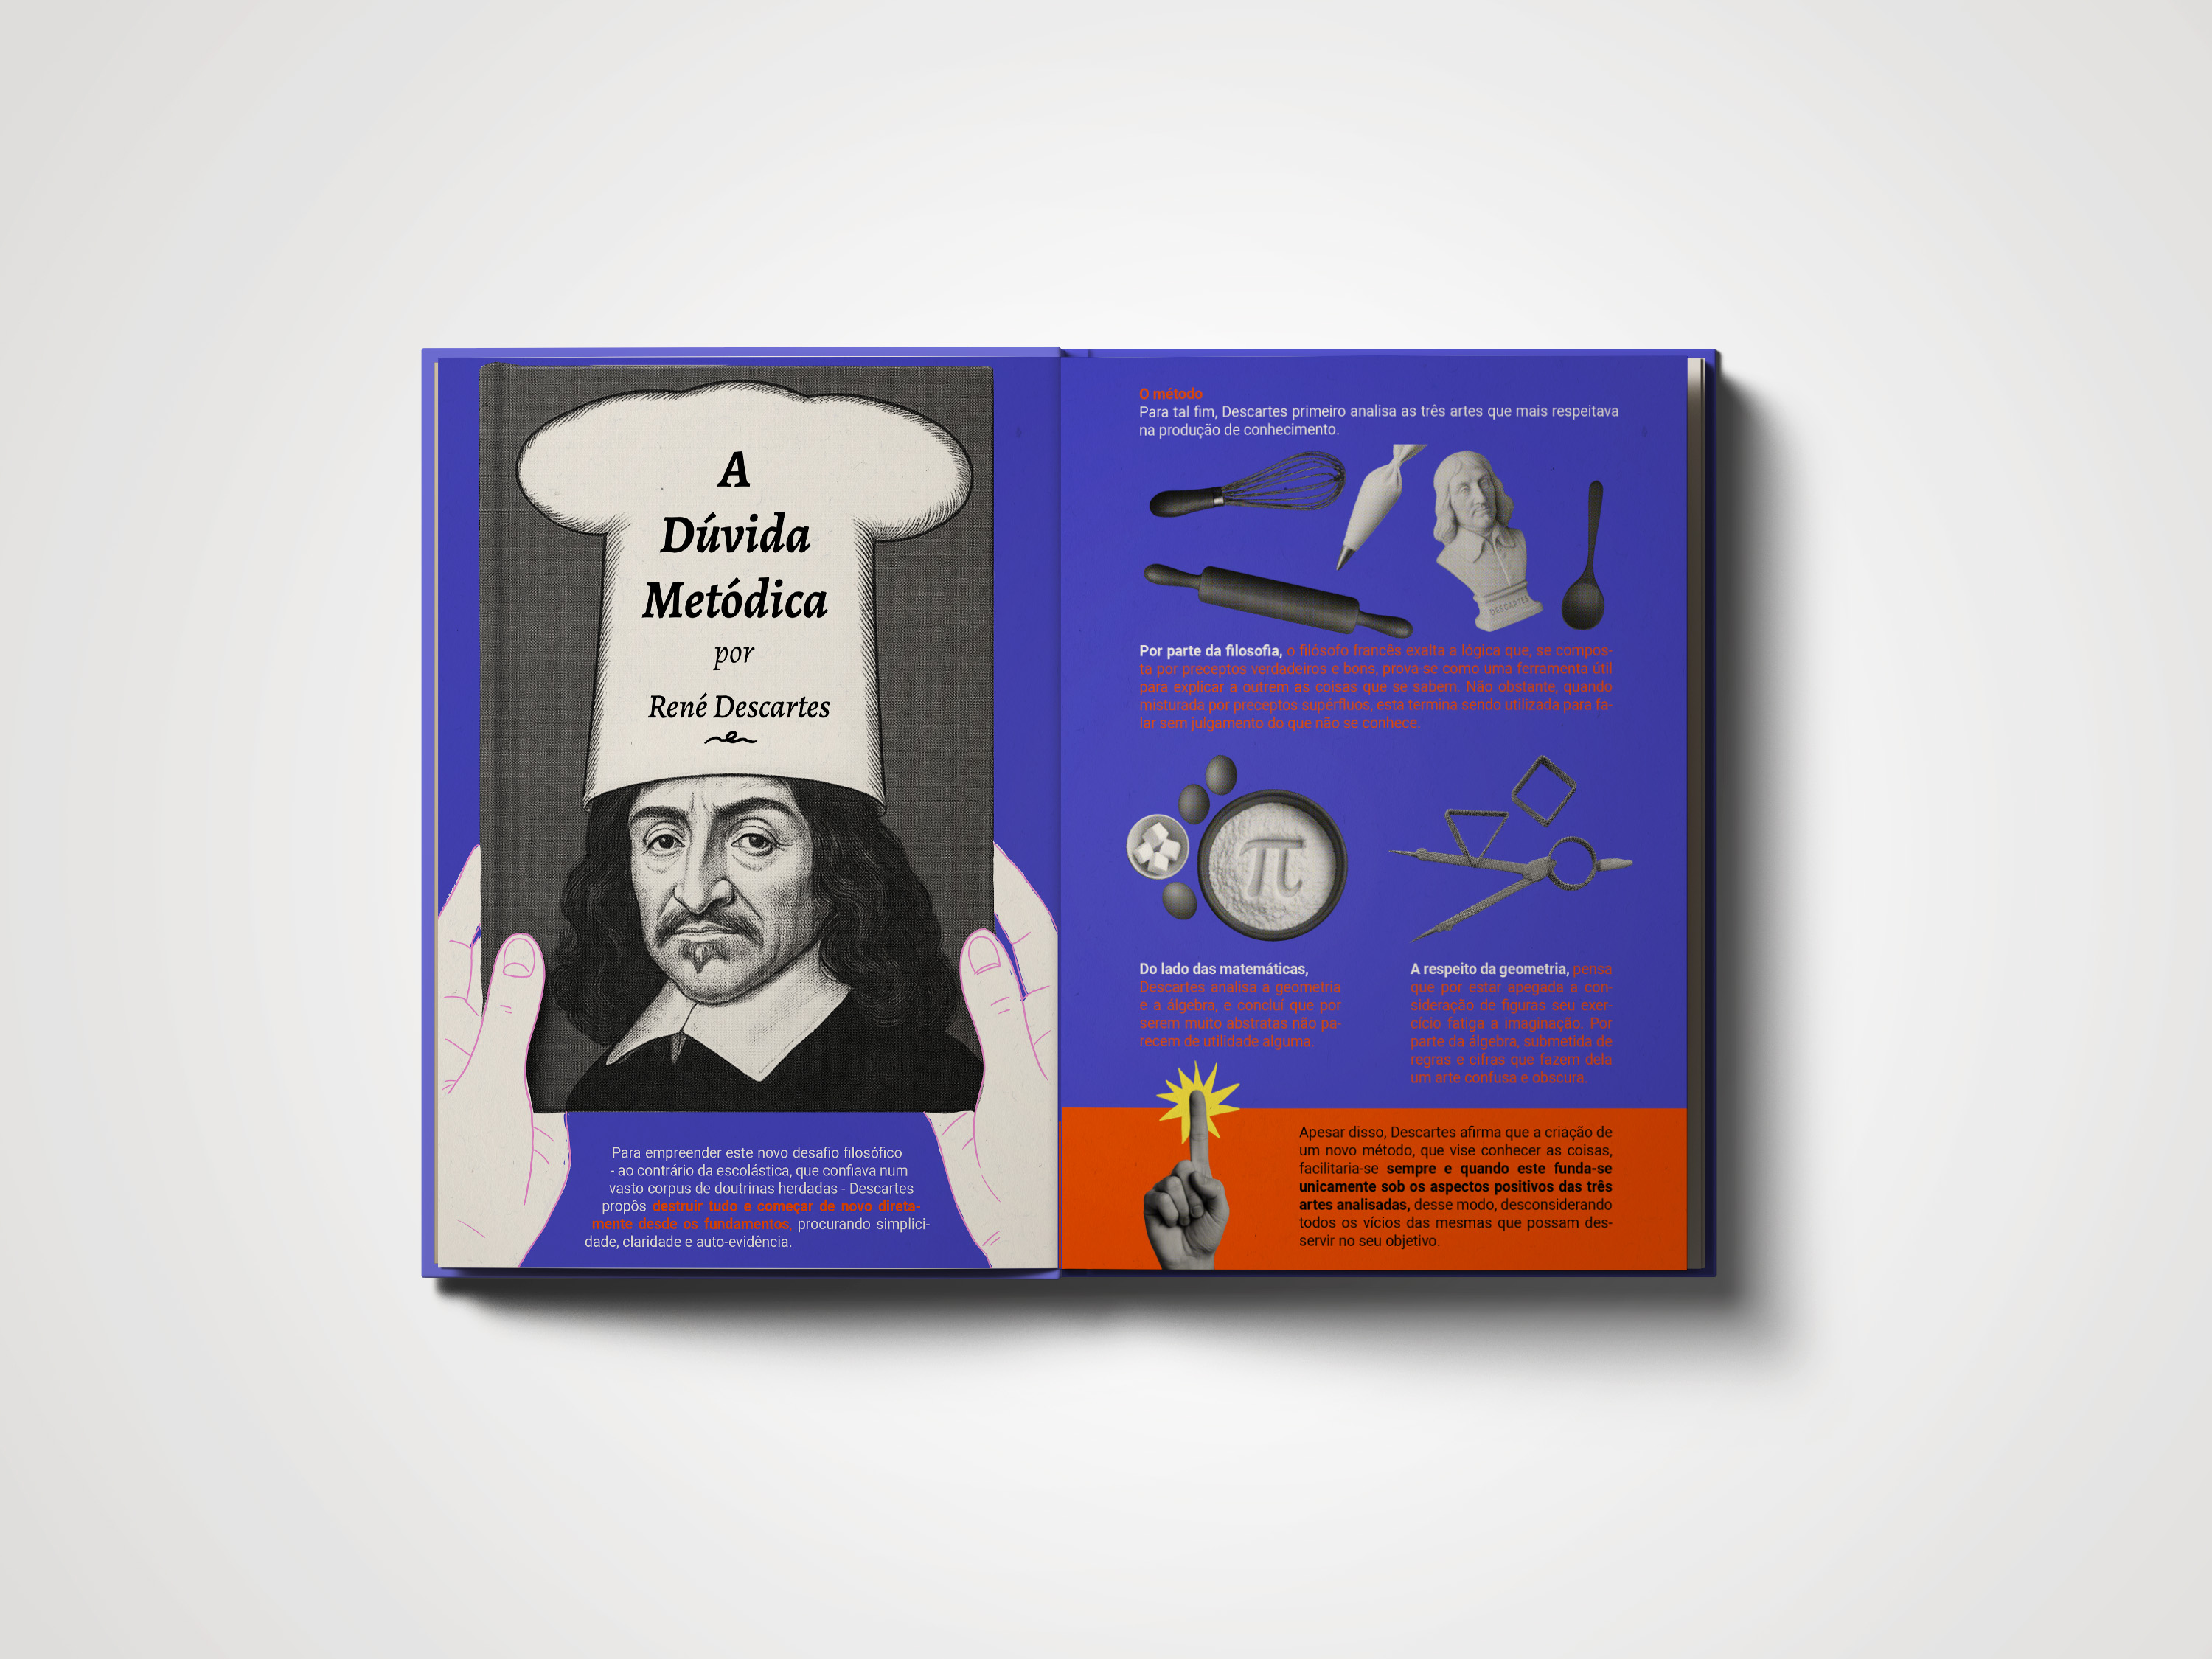 A
Dúvida
Metódica
por
René Descartes
Para empreender este novo desafio filosófico
- ao contrário da escolástica, que confiava num
vasto corpus de doutrinas herdadas - Descartes
propôs destruir tudo e começar de novo direta-
mente desde os fundamentos, procurando simplici-
dade, claridade e auto-evidência.
O método
Para tal fim, Descartes primeiro analisa as três artes que mais respeitava
na produção de conhecimento.
DESCARTES
Por parte da filosofia, o filósofo francês exalta a lógica que, se compos-
ta por preceptos verdadeiros e bons, prova-se como uma ferramenta útil
para explicar a outrem as coisas que se sabem. Não obstante, quando
misturada por preceptos supérfluos, esta termina sendo utilizada para fa-
lar sem julgamento do que não se conhece.
π
Do lado das matemáticas,
Descartes analisa a geometria
e a álgebra, e concluí que por
serem muito abstratas não pa-
recem de utilidade alguma.
A respeito da geometria, pensa
que por estar apegada a con-
sideração de figuras seu exer-
cício fatiga a imaginação. Por
parte da álgebra, submetida de
regras e cifras que fazem dela
um arte confusa e obscura.
Apesar disso, Descartes afirma que a criação de
um novo método, que vise conhecer as coisas,
facilitaria-se sempre e quando este funda-se
unicamente sob os aspectos positivos das três
artes analisadas, desse modo, desconsiderando
todos os vícios das mesmas que possam des-
servir no seu objetivo.